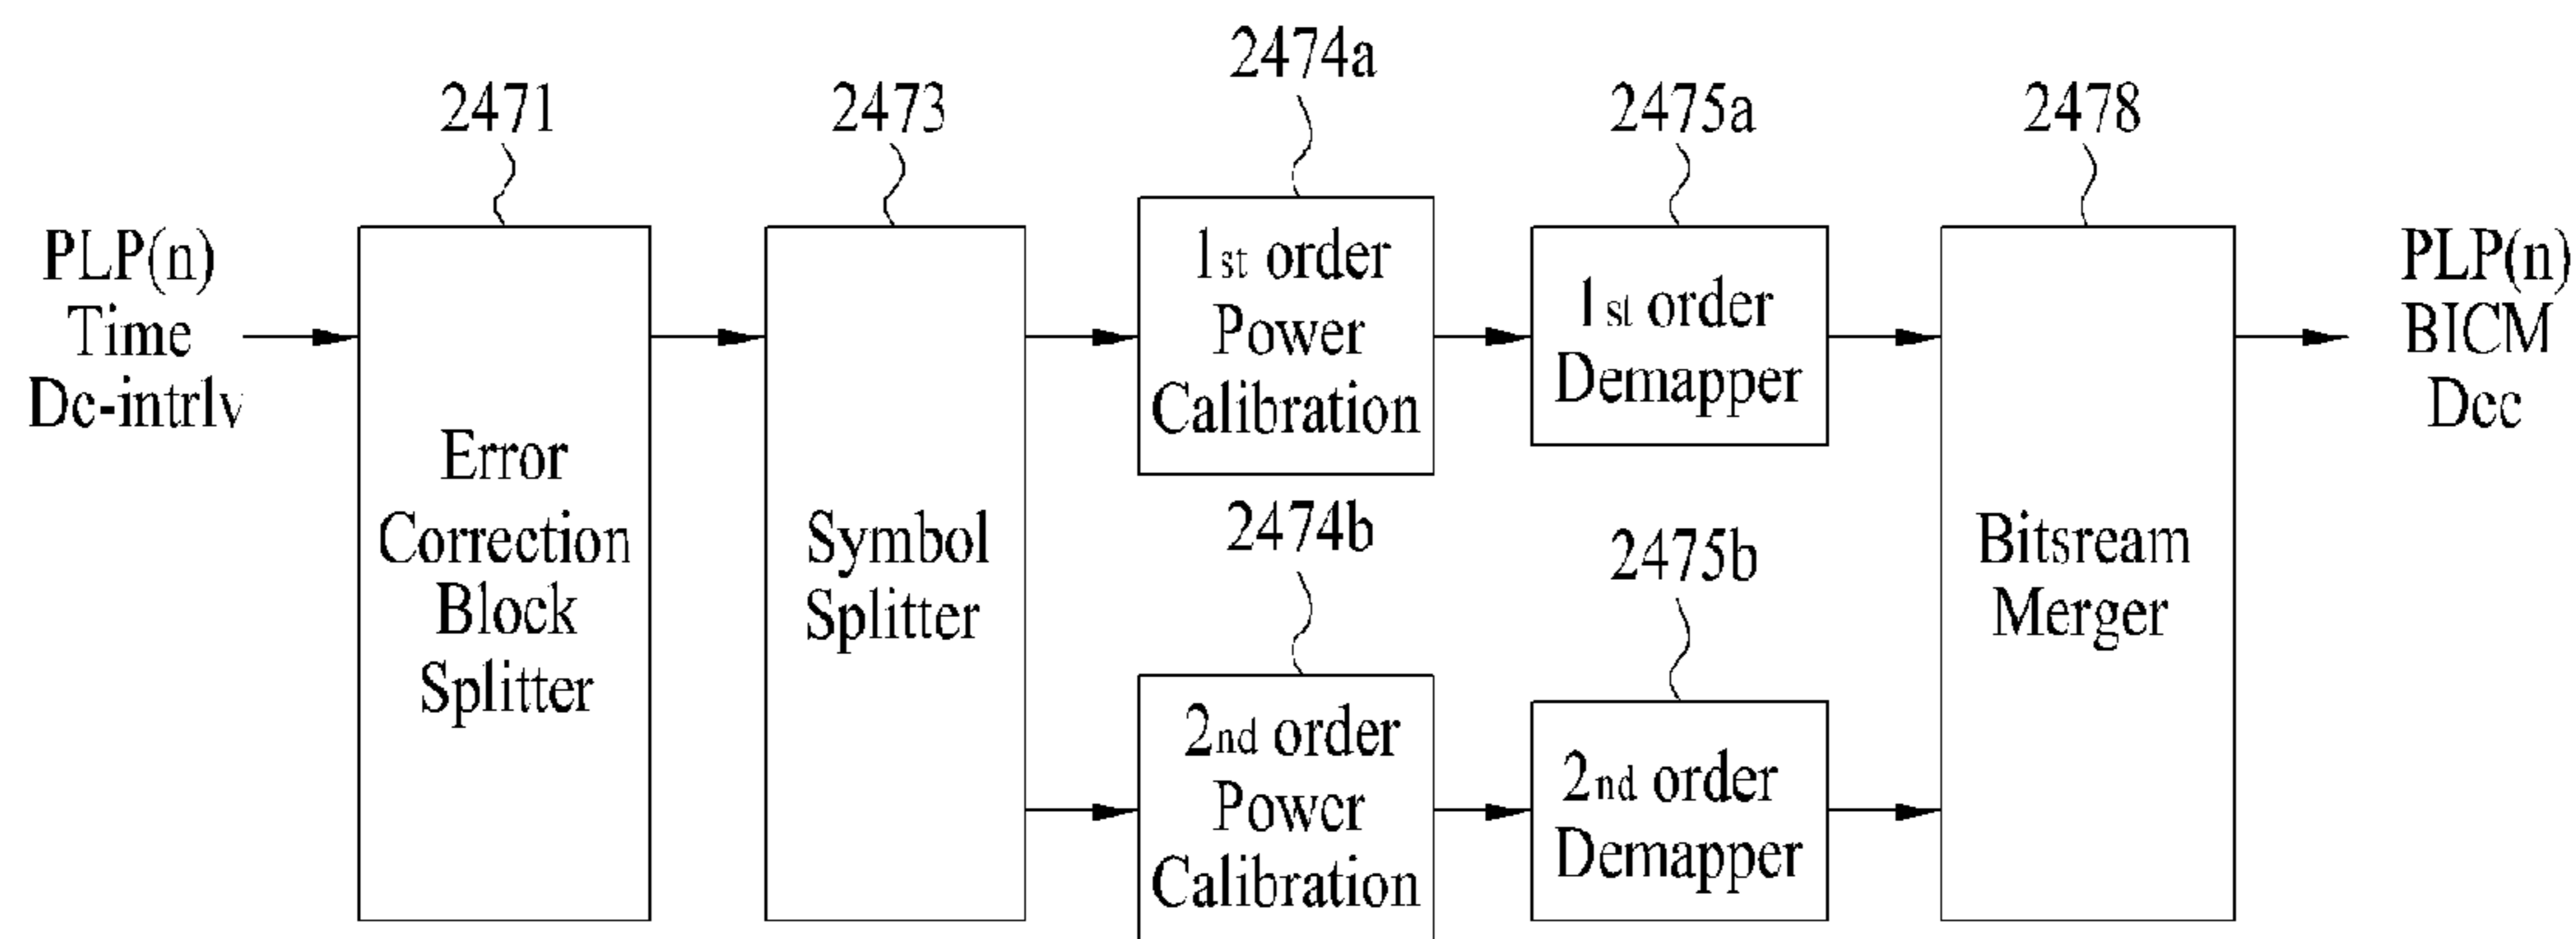 2471
2473
2474a
2475a
2478
PLP(n)
Time
De-intrlv
Error
Correction
Block
Splitter
Symbol
Splitter
1st order
Power
Calibration
1st order
Demapper
2474b
2475b
2nd order
Power
Calibration
2nd order
Demapper
Bitsream
Merger
PLP(n)
BICM
Dec